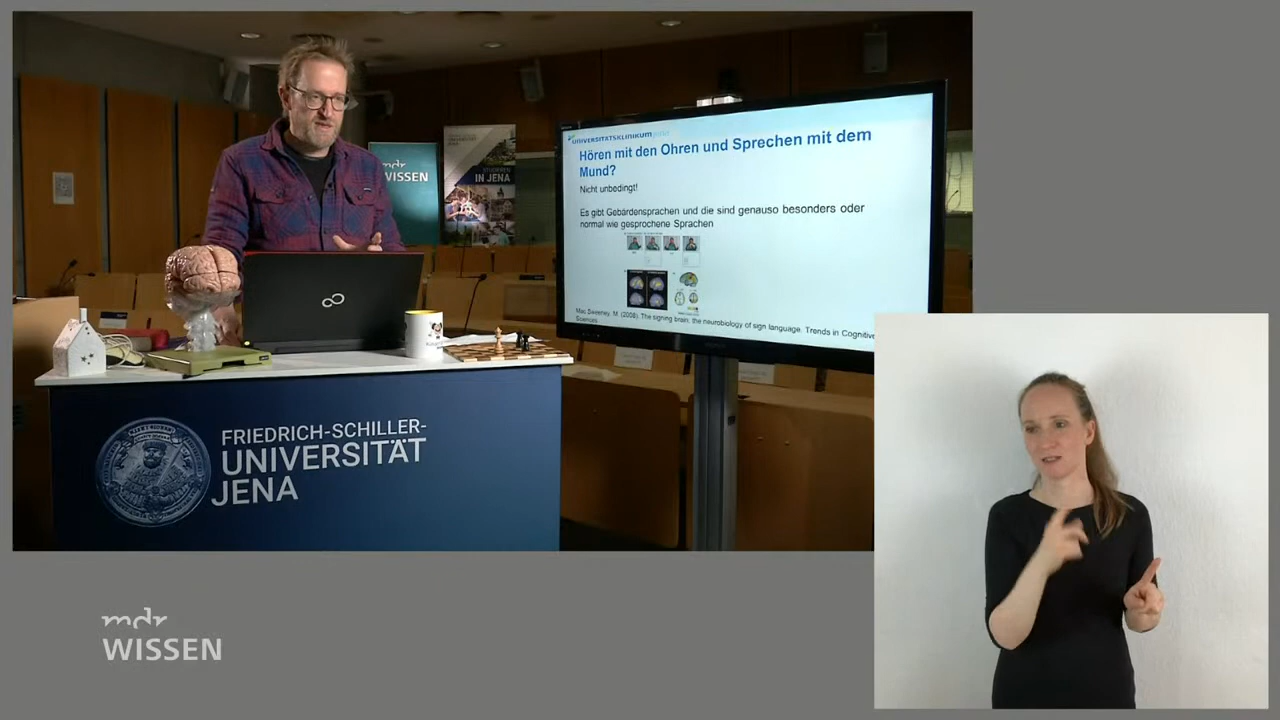 UNIVERSITÄTSKLINIKUM jena
Hören mit den Ohren und Sprechen mit dem
Mund?
Nicht unbedingt!
Es gibt Gebärdensprachen und die sind genauso besonders oder
normal wie gesprochene Sprachen
Mac Sweeney, M. (2008). The signing brain: the neurobiology of sign language. Trends in Cognitive
Sciences
mdr
WISSEN
STUDIEREN
IN JENA
FRIEDRICH-SCHILLER-
UNIVERSITÄT
JENA
mdr
WISSEN